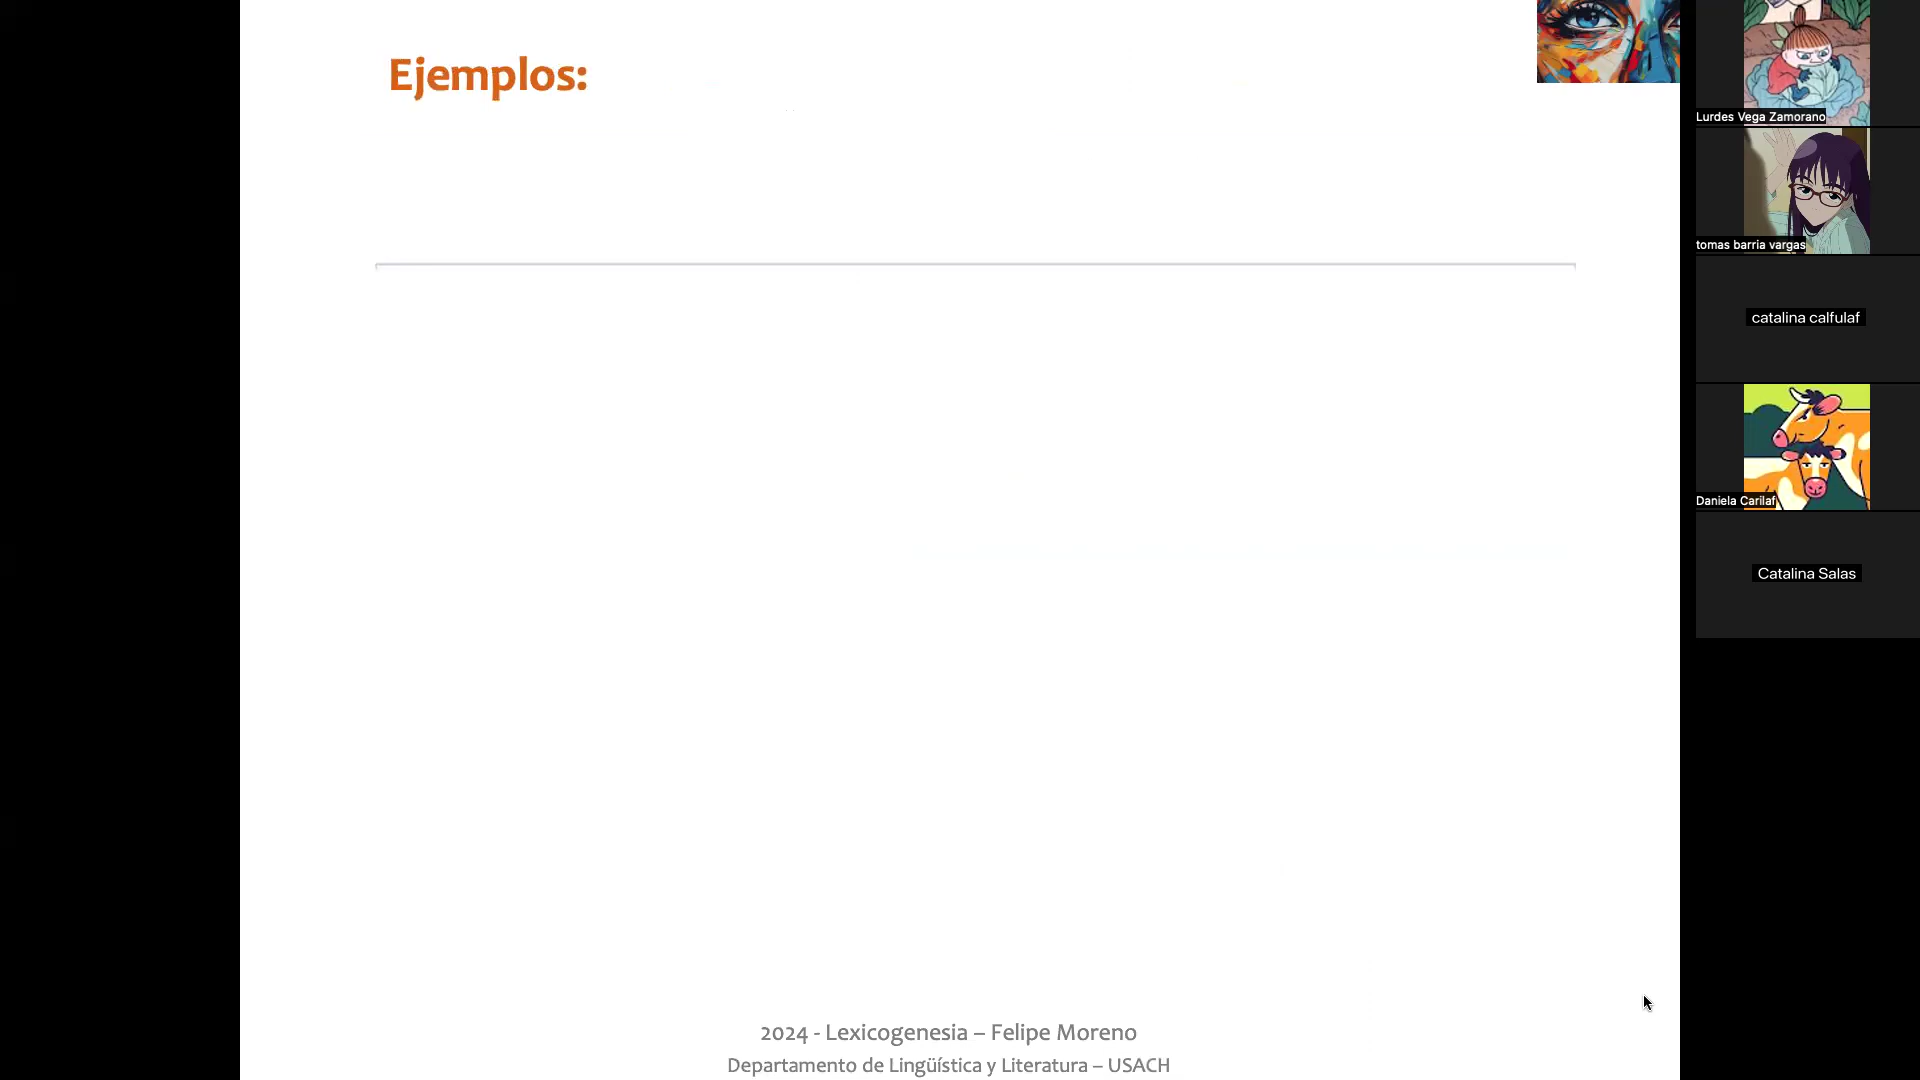 Ejemplos:
2024 - Lexicogenesia – Felipe Moreno
Departamento de Lingüística y Literatura – USACH
Lurdes Vega Zamorano
tomas barria vargas
catalina calfulaf
Daniela Carilaf
Catalina Salas